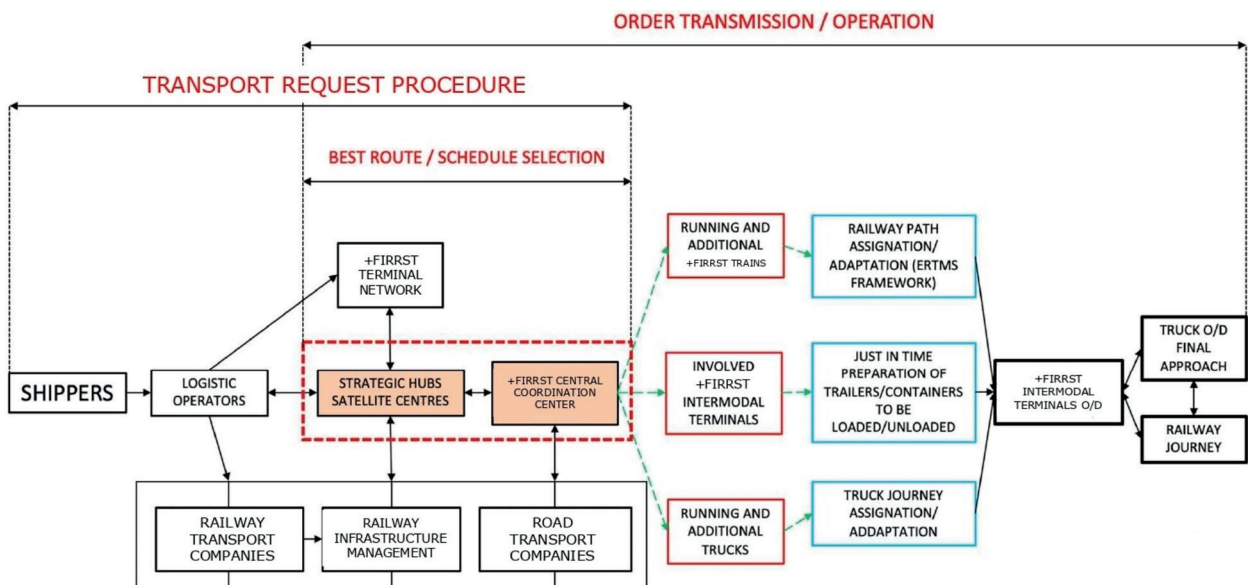 ORDER TRANSMISSION / OPERATION
TRANSPORT REQUEST PROCEDURE
BEST ROUTE / SCHEDULE SELECTION
+FIRRST
TERMINAL
NETWORK
SHIPPERS
LOGISTIC
OPERATORS
STRATEGIC HUBS
SATELLITE CENTRES
+FIRRST CENTRAL
COORDINATION
CENTER
RAILWAY
TRANSPORT
COMPANIES
RAILWAY
INFRASTRUCTURE
MANAGEMENT
ROAD
TRANSPORT
COMPANIES
RUNNING AND
ADDITIONAL
+FIRRST TRAINS
INVOLVED
+FIRRST
INTERMODAL
TERMINALS
RUNNING AND
ADDITIONAL
TRUCKS
RAILWAY PATH
ASSIGNATION/
ADAPTATION (ERTMS
FRAMEWORK)
JUST IN TIME
PREPARATION OF
TRAILERS/CONTAINERS
TO BE
LOADED/UNLOADED
TRUCK JOURNEY
ASSIGNATION/
ADDAPTATION
+FIRRST
INTERMODAL
TERMINALS O/D
TRUCK O/D
FINAL
APPROACH
RAILWAY
JOURNEY